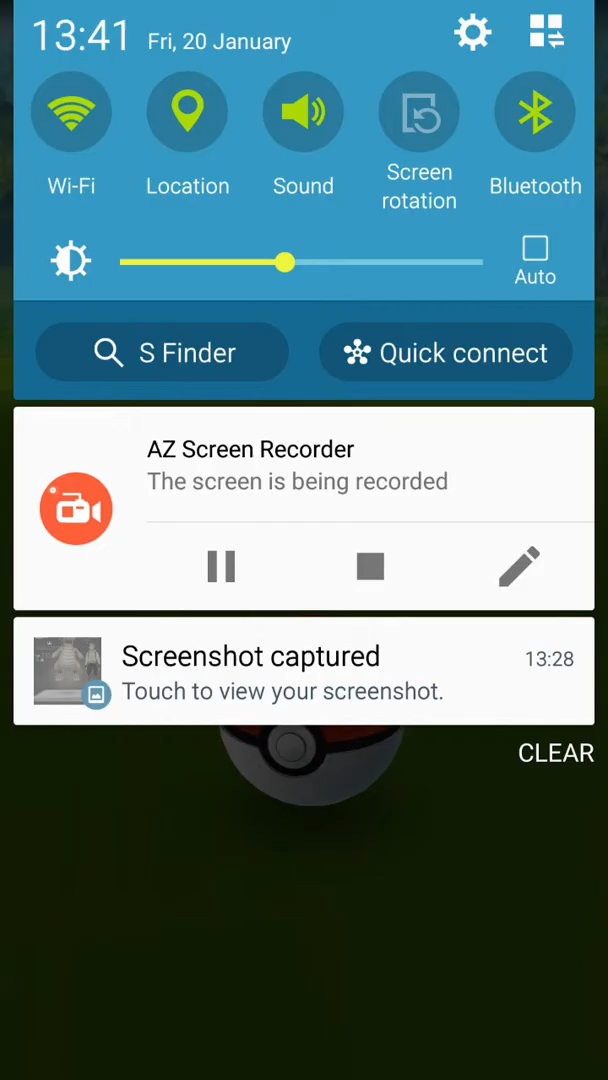 13:41 Fri, 20 January
Wi-Fi
Location
Sound
Screen
rotation
Bluetooth
Auto
S Finder
Quick connect
AZ Screen Recorder
The screen is being recorded
Screenshot captured
13:28
Touch to view your screenshot.
CLEAR